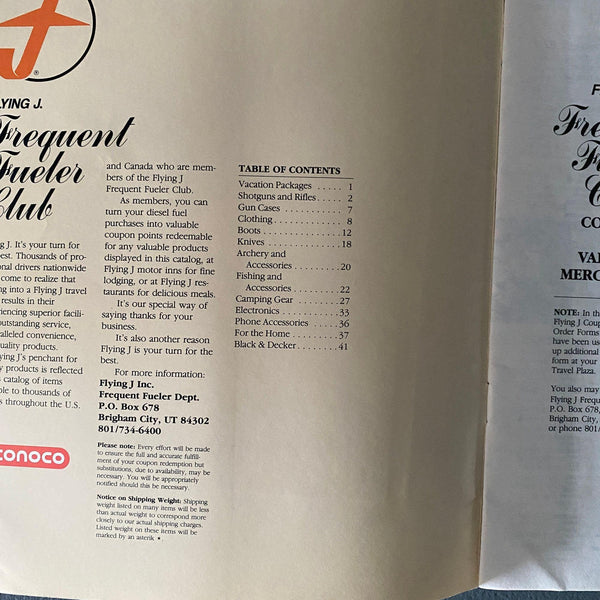 J
®
LYING J.
Frequent
Fueler
Club
g J. It's your turn for
est. Thousands of pro-
onal drivers nationwide
come to realize that
ng into a Flying J travel
results in their
riencing superior facili-
outstanding service,
alleled convenience,
quality products.
ying J's penchant for
y products is reflected
s catalog of items
ble to thousands of
s throughout the U.S.
conoco
and Canada who are mem-
bers of the Flying J
Frequent Fueler Club.
As members, you can
turn your diesel fuel
purchases into valuable
coupon points redeemable
for any valuable products
displayed in this catalog, at
Flying J motor inns for fine
lodging, or at Flying J res-
taurants for delicious meals.
It's our special way of
saying thanks for your
business.
It's also another reason
Flying J is your turn for the
best.
For more information:
Flying J Inc.
Frequent Fueler Dept.
P.O. Box 678
Brigham City, UT 84302
801/734-6400
Please note: Every effort will be made
to ensure the full and accurate fulfill-
ment of your coupon redemption but
substitutions, due to availability, may be
necessary. You will be appropriately
notified should this be necessary.
Notice on Shipping Weight: Shipping
weight listed on many items will be less
than actual weight to correspond more
closely to our actual shipping charges.
Listed weight on these items will be
marked by an asterik *.
TABLE OF CONTENTS
Vacation Packages ..... 1
Shotguns and Rifles .... 2
Gun Cases .......... 7
Clothing ............ 8
Boots .............. 12
Knives .............. 18
Archery and
Accessories ......... 20
Fishing and
Accessories ......... 22
Camping Gear ....... 27
Electronics .......... 33
Phone Accessories .... 36
For the Home ........ 37
Black & Decker ....... 41
F
Fre
F
C
CO
VAL
MERC
NOTE: In th
Flying J Coup
Order Forms
have been us
up additional
form at your
Travel Plaza.
You also may
Flying J Freq
P.O. Box 678,
Brigham City,
or phone 801/